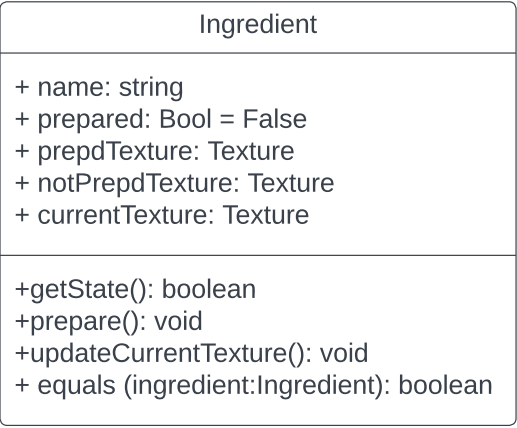 Ingredient
+ name: string
+ prepared: Bool = False
+ prepdTexture: Texture
+ notPrepdTexture: Texture
+ currentTexture: Texture
+getState(): boolean
+prepare(): void
+updateCurrentTexture(): void
+ equals (ingredient:Ingredient): boolean